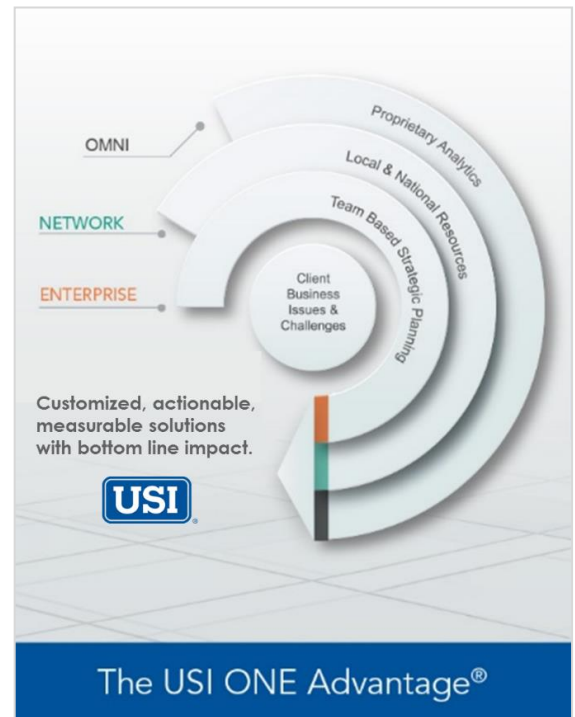 OMNI
Proprietary Analytics
NETWORK
Local & National Resources
ENTERPRISE
Team Based Strategic Planning
Client
Business
Issues &
Challenges
Customized, actionable,
measurable solutions
with bottom line impact.
USI
®
The USI ONE Advantage®